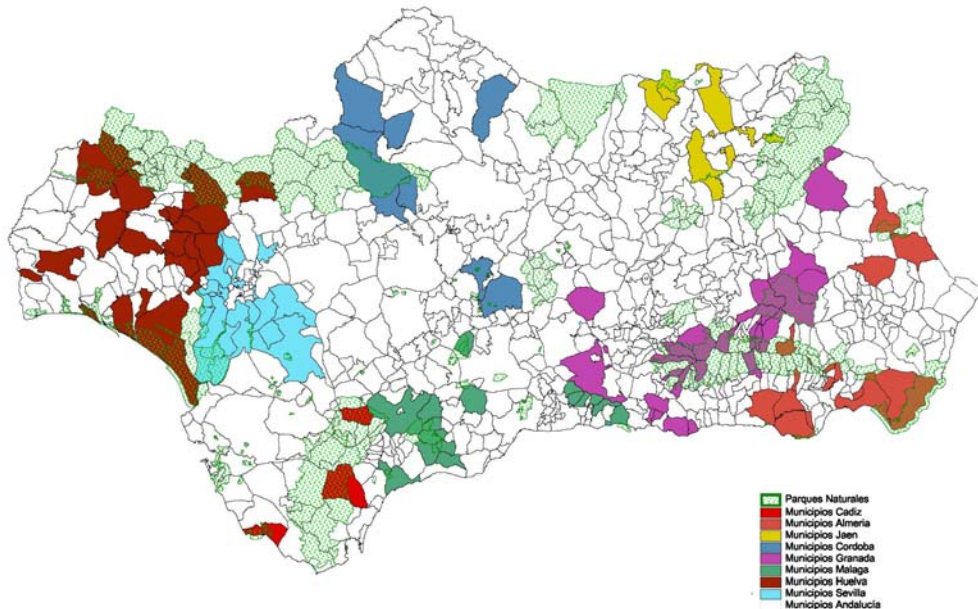 Parques Naturales
Municipios Cadiz
Municipios Almeria
Municipios Jaen
Municipios Cordoba
Municipios Granada
Municipios Malaga
Municipios Huelva
Municipios Sevilla
Municipios Andalucía